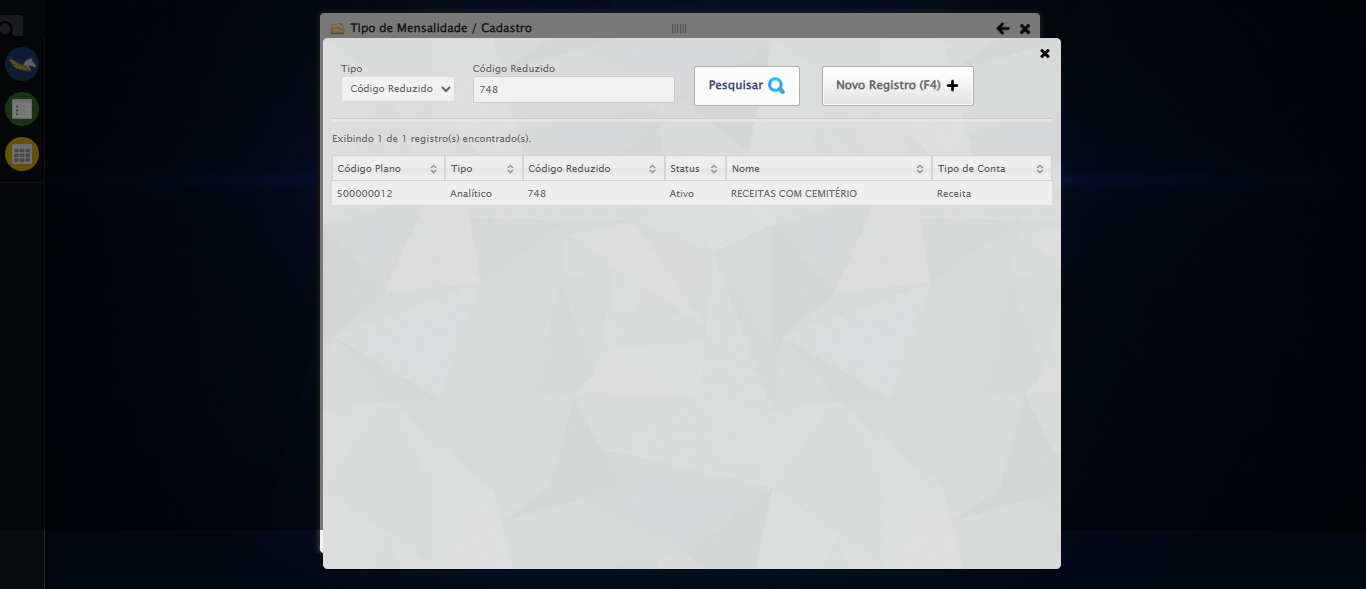 Tipo de Mensalidade / Cadastro
Tipo
Código Reduzido
Código Reduzido
748
Pesquisar
Novo Registro (F4)
Exibindo 1 de 1 registro(s) encontrado(s).
Código Plano Tipo Código Reduzido Status Nome Tipo de Conta
500000012 Analítico 748 Ativo RECEITAS COM CEMITÉRIO Receita